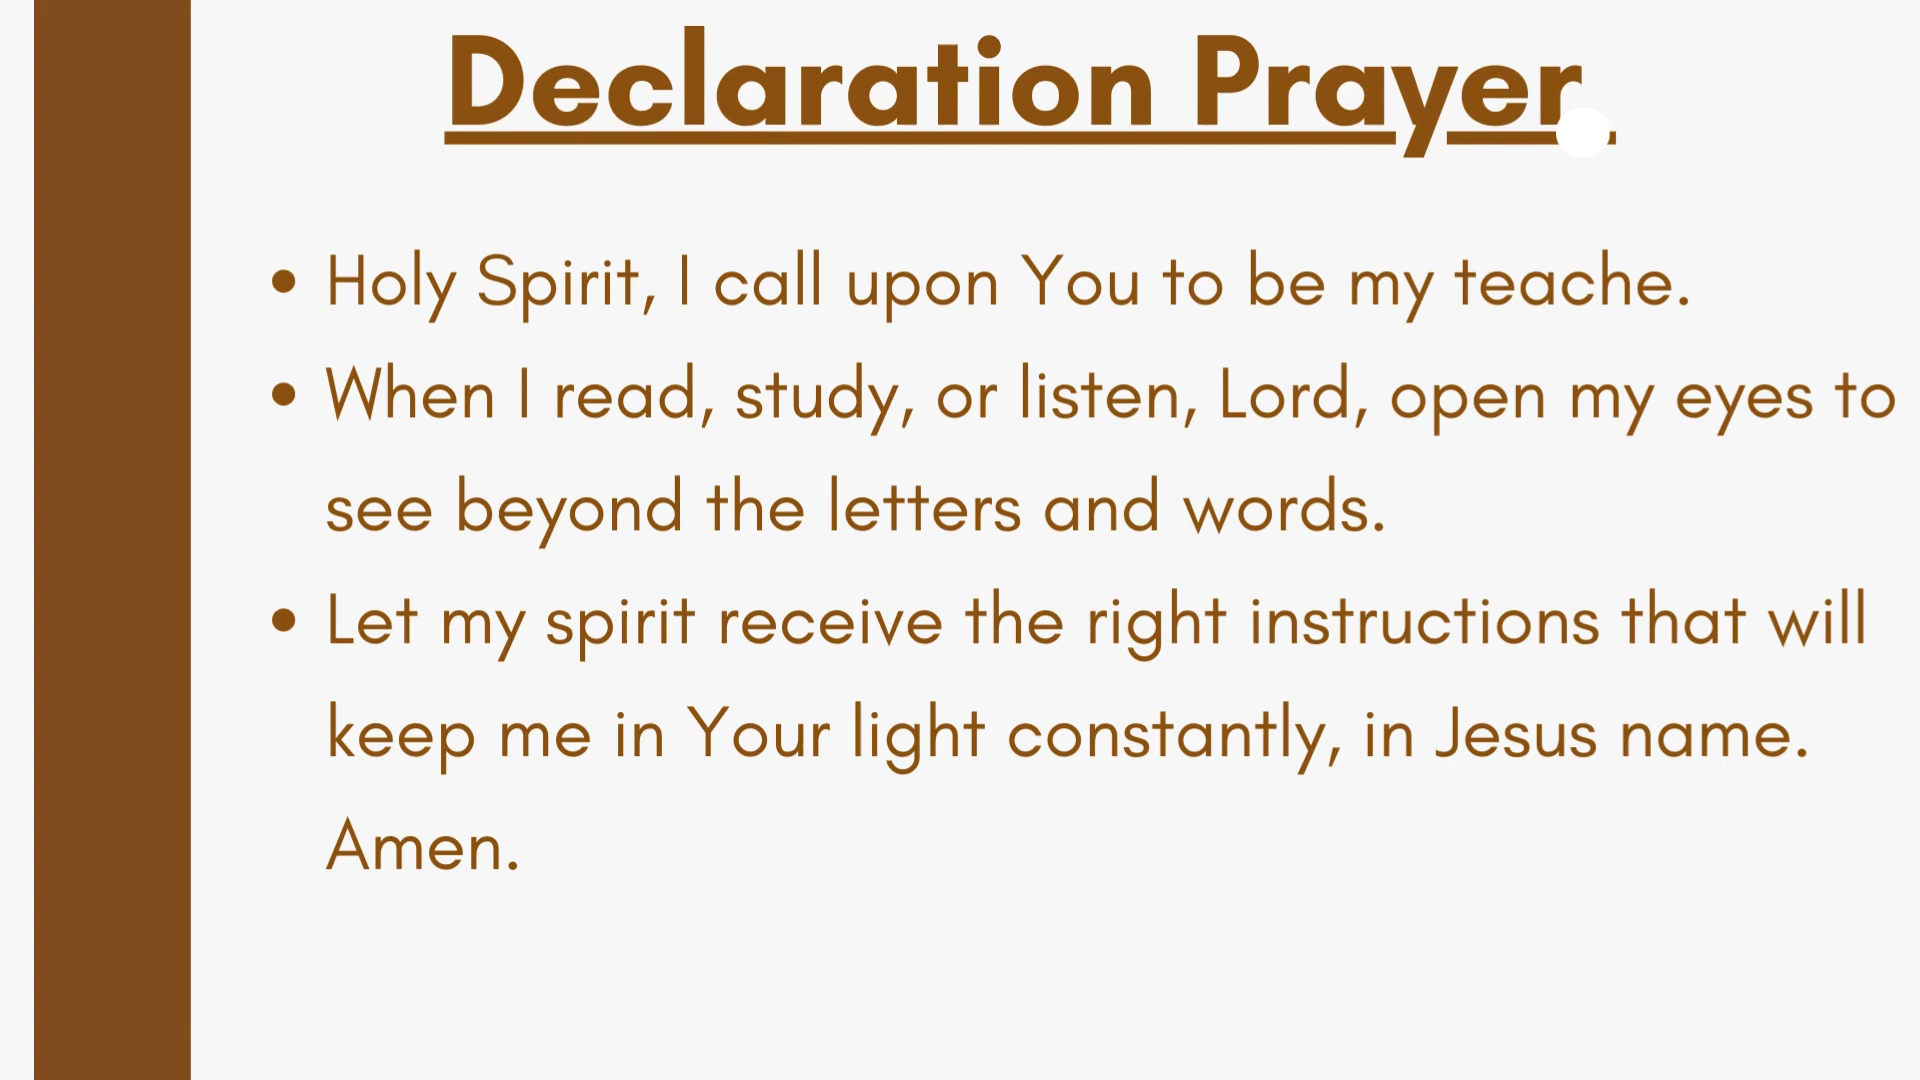 Declaration Prayer
• Holy Spirit, I call upon You to be my teache.
• When I read, study, or listen, Lord, open my eyes to
see beyond the letters and words.
• Let my spirit receive the right instructions that will
keep me in Your light constantly, in Jesus name.
Amen.